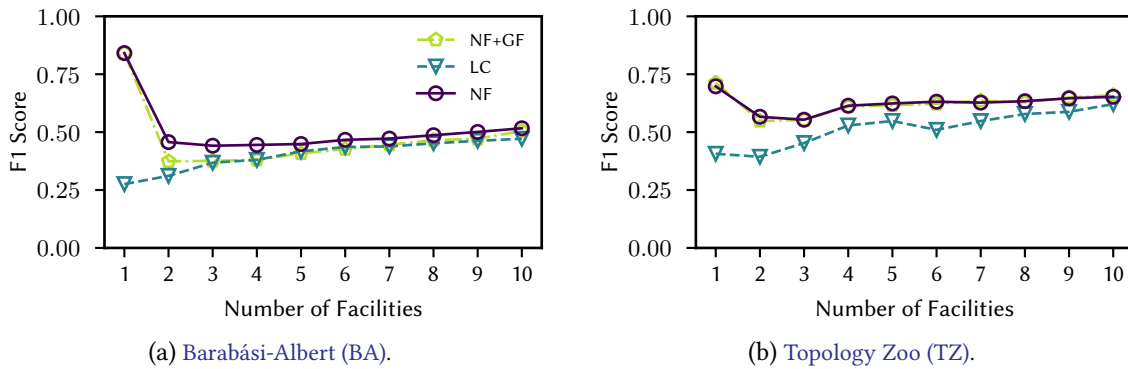 1.00
0.75
0.50
0.25
0.00
F1 Score
NF+GF
LC
NF
1 2 3 4 5 6 7 8 9 10
Number of Facilities
(a) Barabási-Albert (BA).
1.00
0.75
0.50
0.25
0.00
F1 Score
1 2 3 4 5 6 7 8 9 10
Number of Facilities
(b) Topology Zoo (TZ).